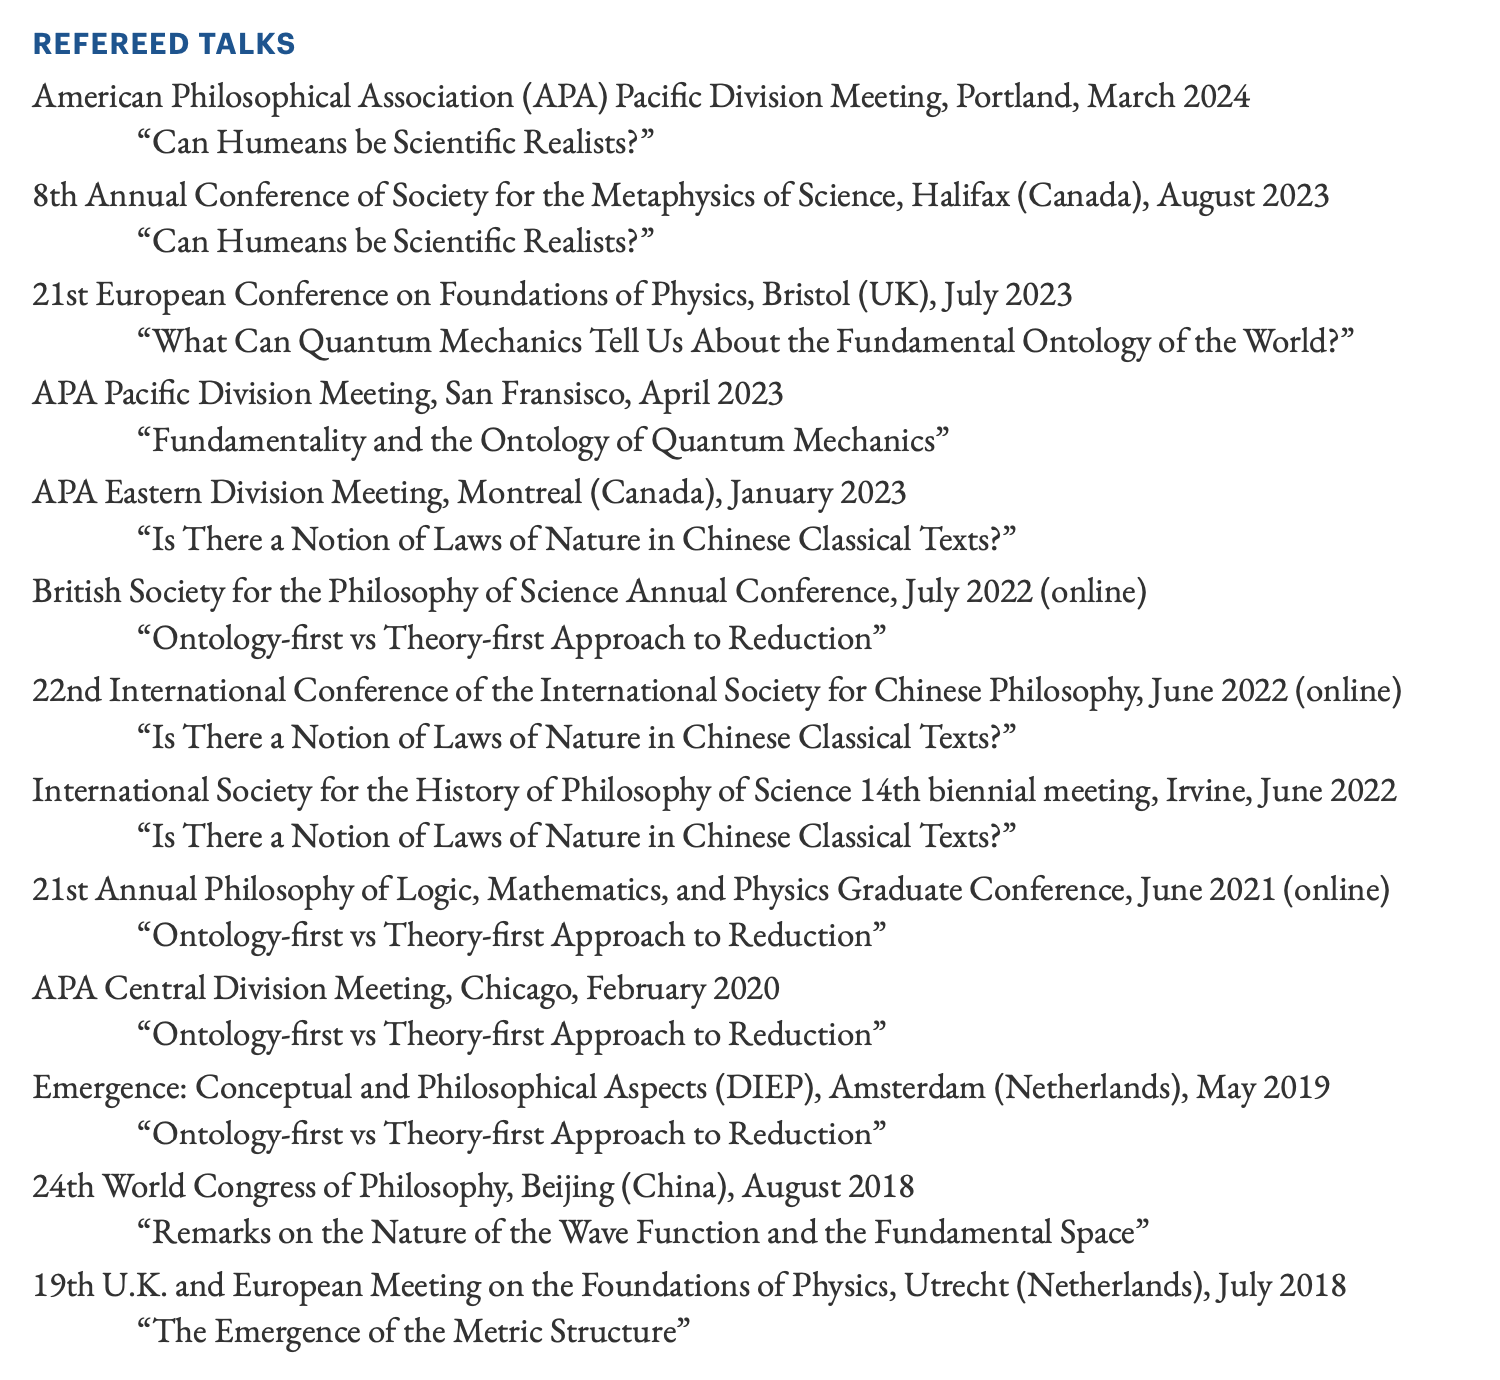 REFEREED TALKS
American Philosophical Association (APA) Pacific Division Meeting, Portland, March 2024
“Can Humeans be Scientific Realists?”
8th Annual Conference of Society for the Metaphysics of Science, Halifax (Canada), August 2023
“Can Humeans be Scientific Realists?”
21st European Conference on Foundations of Physics, Bristol (UK), July 2023
“What Can Quantum Mechanics Tell Us About the Fundamental Ontology of the World?”
APA Pacific Division Meeting, San Fransisco, April 2023
“Fundamentality and the Ontology of Quantum Mechanics”
APA Eastern Division Meeting, Montreal (Canada), January 2023
“Is There a Notion of Laws of Nature in Chinese Classical Texts?”
British Society for the Philosophy of Science Annual Conference, July 2022 (online)
“Ontology-first vs Theory-first Approach to Reduction”
22nd International Conference of the International Society for Chinese Philosophy, June 2022 (online)
“Is There a Notion of Laws of Nature in Chinese Classical Texts?”
International Society for the History of Philosophy of Science 14th biennial meeting, Irvine, June 2022
“Is There a Notion of Laws of Nature in Chinese Classical Texts?”
21st Annual Philosophy of Logic, Mathematics, and Physics Graduate Conference, June 2021 (online)
“Ontology-first vs Theory-first Approach to Reduction”
APA Central Division Meeting, Chicago, February 2020
“Ontology-first vs Theory-first Approach to Reduction”
Emergence: Conceptual and Philosophical Aspects (DIEP), Amsterdam (Netherlands), May 2019
“Ontology-first vs Theory-first Approach to Reduction”
24th World Congress of Philosophy, Beijing (China), August 2018
“Remarks on the Nature of the Wave Function and the Fundamental Space”
19th U.K. and European Meeting on the Foundations of Physics, Utrecht (Netherlands), July 2018
“The Emergence of the Metric Structure”